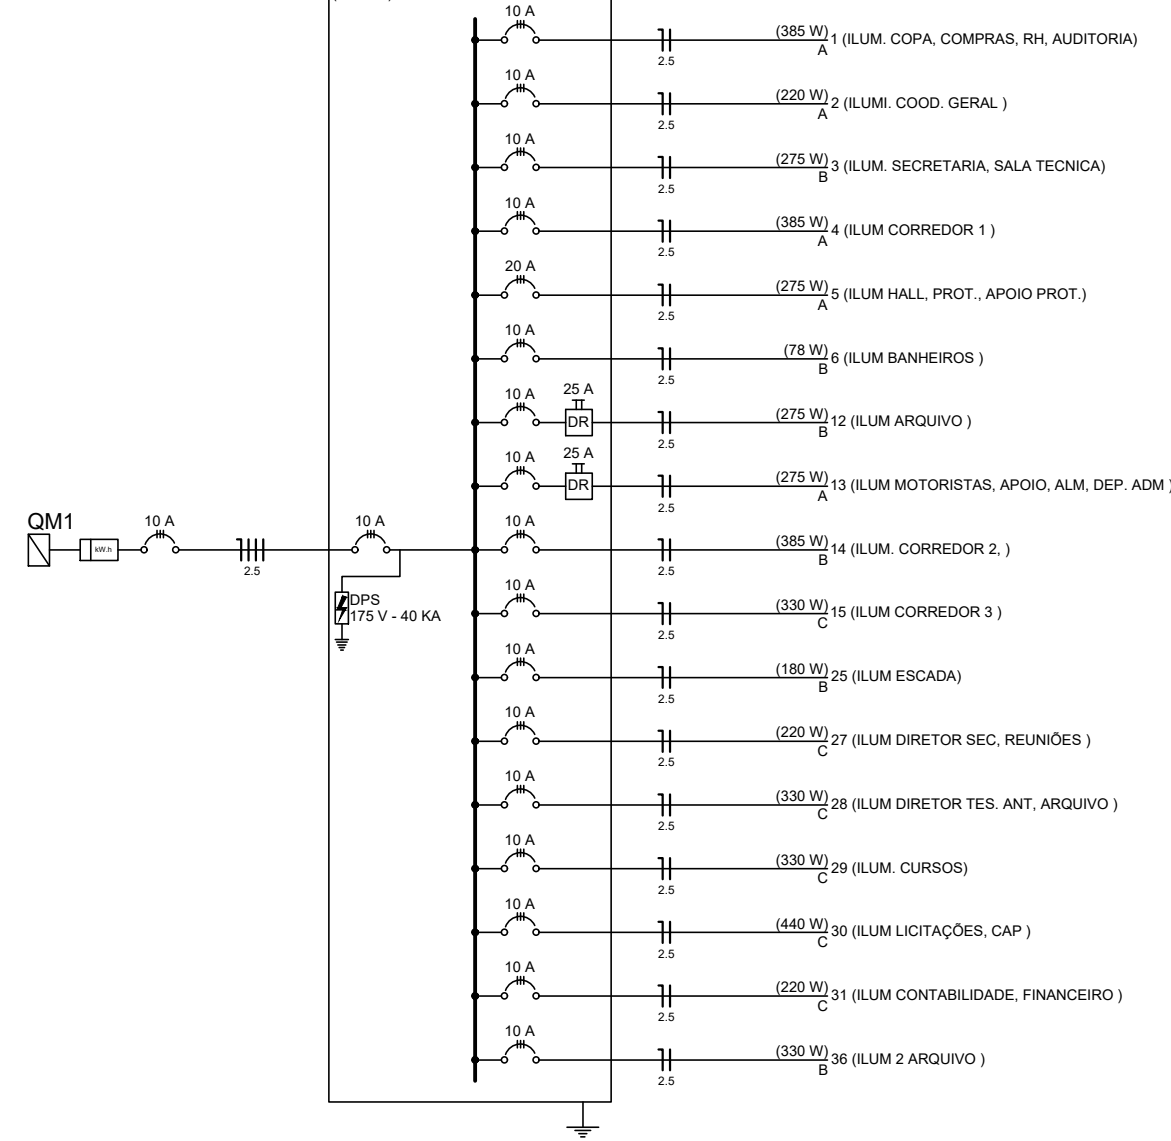 10 A
(385 W) 1 (ILUM. COPA, COMPRAS, RH, AUDITORIA)
A
2.5
10 A
(220 W) 2 (ILUMI. COOD. GERAL )
A
2.5
10 A
(275 W) 3 (ILUM. SECRETARIA, SALA TECNICA)
B
2.5
10 A
(385 W) 4 (ILUM CORREDOR 1 )
A
2.5
20 A
(275 W) 5 (ILUM HALL, PROT., APOIO PROT.)
A
2.5
10 A
(78 W) 6 (ILUM BANHEIROS )
B
2.5
10 A
25 A
DR
(275 W) 12 (ILUM ARQUIVO )
B
2.5
10 A
25 A
DR
(275 W) 13 (ILUM MOTORISTAS, APOIO, ALM, DEP. ADM )
A
2.5
QM1
kW.h
10 A
2.5
10 A
DPS
175 V - 40 KA
10 A
(385 W) 14 (ILUM. CORREDOR 2, )
B
2.5
10 A
(330 W) 15 (ILUM CORREDOR 3 )
C
2.5
10 A
(180 W) 25 (ILUM ESCADA)
B
2.5
10 A
(220 W) 27 (ILUM DIRETOR SEC, REUNIÕES )
C
2.5
10 A
(330 W) 28 (ILUM DIRETOR TES. ANT, ARQUIVO )
C
2.5
10 A
(330 W) 29 (ILUM. CURSOS)
C
2.5
10 A
(440 W) 30 (ILUM LICITAÇÕES, CAP )
C
2.5
10 A
(220 W) 31 (ILUM CONTABILIDADE, FINANCEIRO )
C
2.5
10 A
(330 W) 36 (ILUM 2 ARQUIVO )
B
2.5